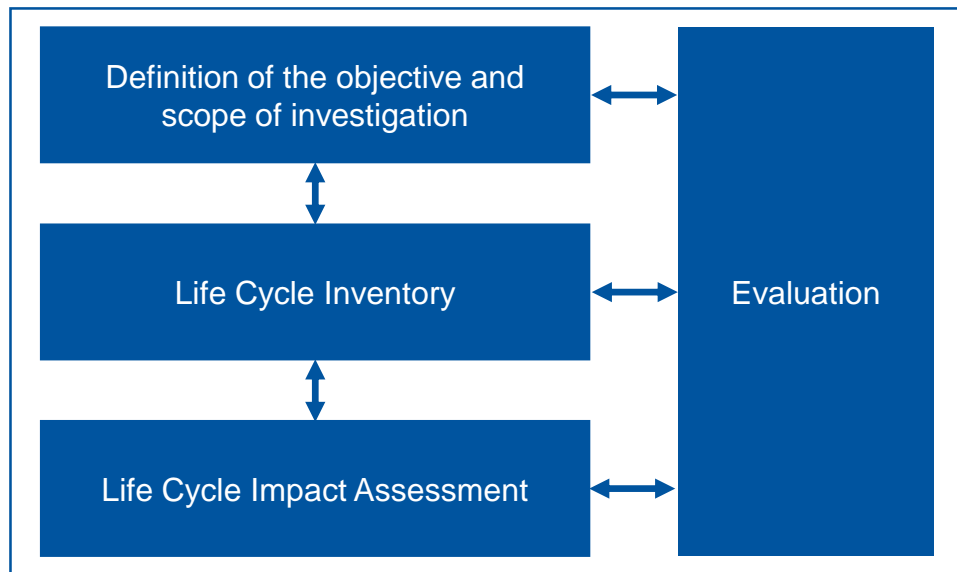 Definition of the objective and
scope of investigation
Life Cycle Inventory
Evaluation
Life Cycle Impact Assessment